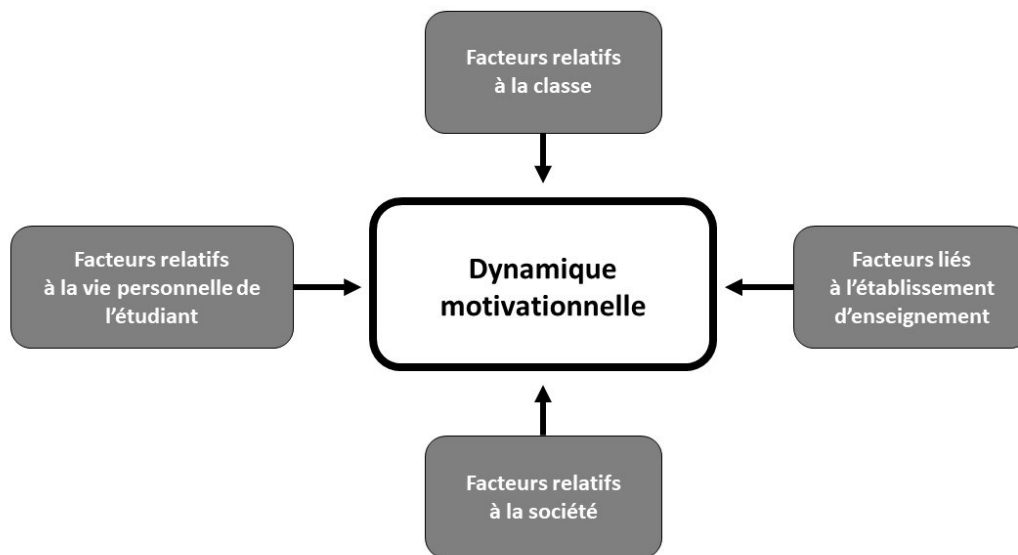 Facteurs relatifs
à la classe
Facteurs relatifs
à la vie personnelle de
l'étudiant
Dynamique
motivationnelle
Facteurs liés
à l'établissement
d'enseignement
Facteurs relatifs
à la société